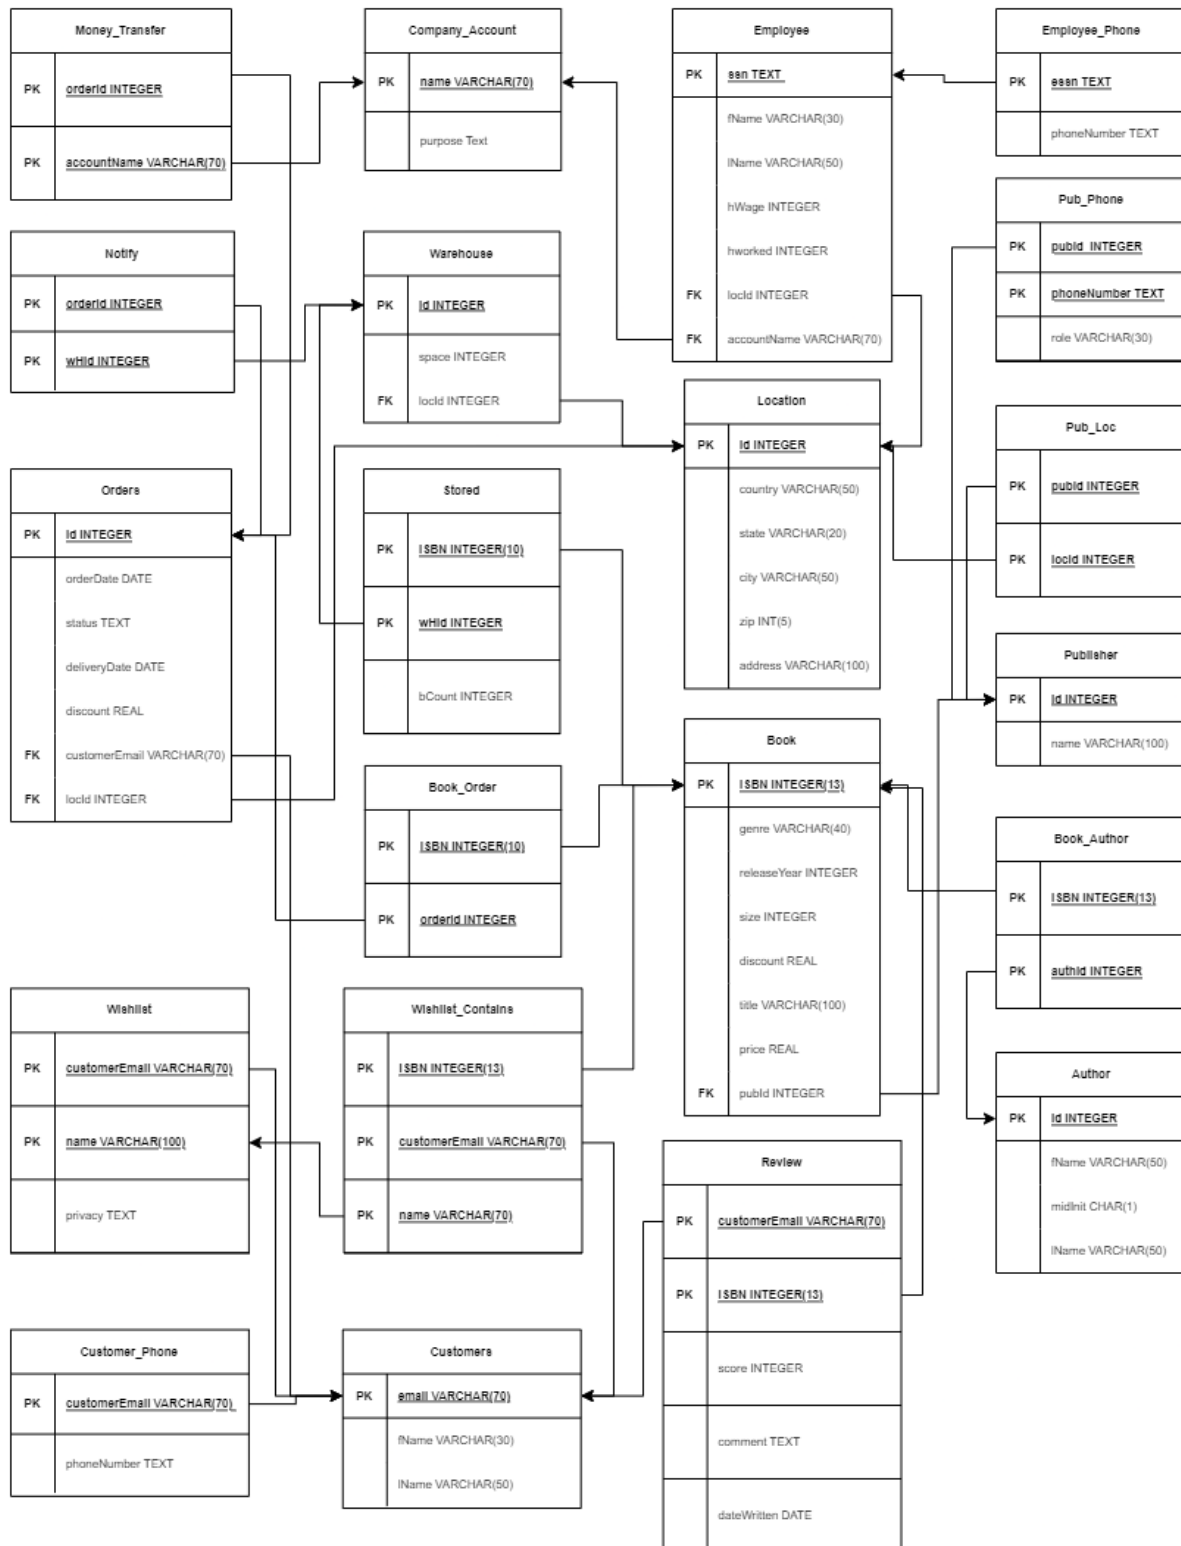 Money_Transfer
PK orderId INTEGER
PK accountName VARCHAR(70)
Company_Account
PK name VARCHAR(70)
purpose Text
Employee
PK ssn TEXT
fName VARCHAR(30)
lName VARCHAR(50)
hWage INTEGER
hworked INTEGER
FK locId INTEGER
FK accountName VARCHAR(70)
Employee_Phone
PK essn TEXT
phoneNumber TEXT
Pub_Phone
PK pubId INTEGER
PK phoneNumber TEXT
role VARCHAR(30)
Notify
PK orderId INTEGER
PK wHId INTEGER
Warehouse
PK Id INTEGER
space INTEGER
FK locId INTEGER
Location
PK Id INTEGER
country VARCHAR(50)
state VARCHAR(20)
city VARCHAR(50)
zip INT(5)
address VARCHAR(100)
Pub_Loc
PK pubId INTEGER
PK locId INTEGER
Orders
PK Id INTEGER
orderDate DATE
status TEXT
deliveryDate DATE
discount REAL
FK customerEmail VARCHAR(70)
FK locId INTEGER
Stored
PK ISBN INTEGER(10)
PK wHId INTEGER
bCount INTEGER
Publisher
PK Id INTEGER
name VARCHAR(100)
Book_Order
PK ISBN INTEGER(10)
PK orderId INTEGER
Book
PK ISBN INTEGER(13)
genre VARCHAR(40)
releaseYear INTEGER
size INTEGER
discount REAL
title VARCHAR(100)
price REAL
FK pubId INTEGER
Book_Author
PK ISBN INTEGER(13)
PK authId INTEGER
Wishlist
PK customerEmail VARCHAR(70)
PK name VARCHAR(100)
privacy TEXT
Wishlist_Contains
PK ISBN INTEGER(13)
PK customerEmail VARCHAR(70)
PK name VARCHAR(70)
Author
PK Id INTEGER
fName VARCHAR(50)
midInit CHAR(1)
lName VARCHAR(50)
Review
PK customerEmail VARCHAR(70)
PK ISBN INTEGER(13)
score INTEGER
comment TEXT
dateWritten DATE
Customer_Phone
PK customerEmail VARCHAR(70)
phoneNumber TEXT
Customers
PK email VARCHAR(70)
fName VARCHAR(30)
lName VARCHAR(50)